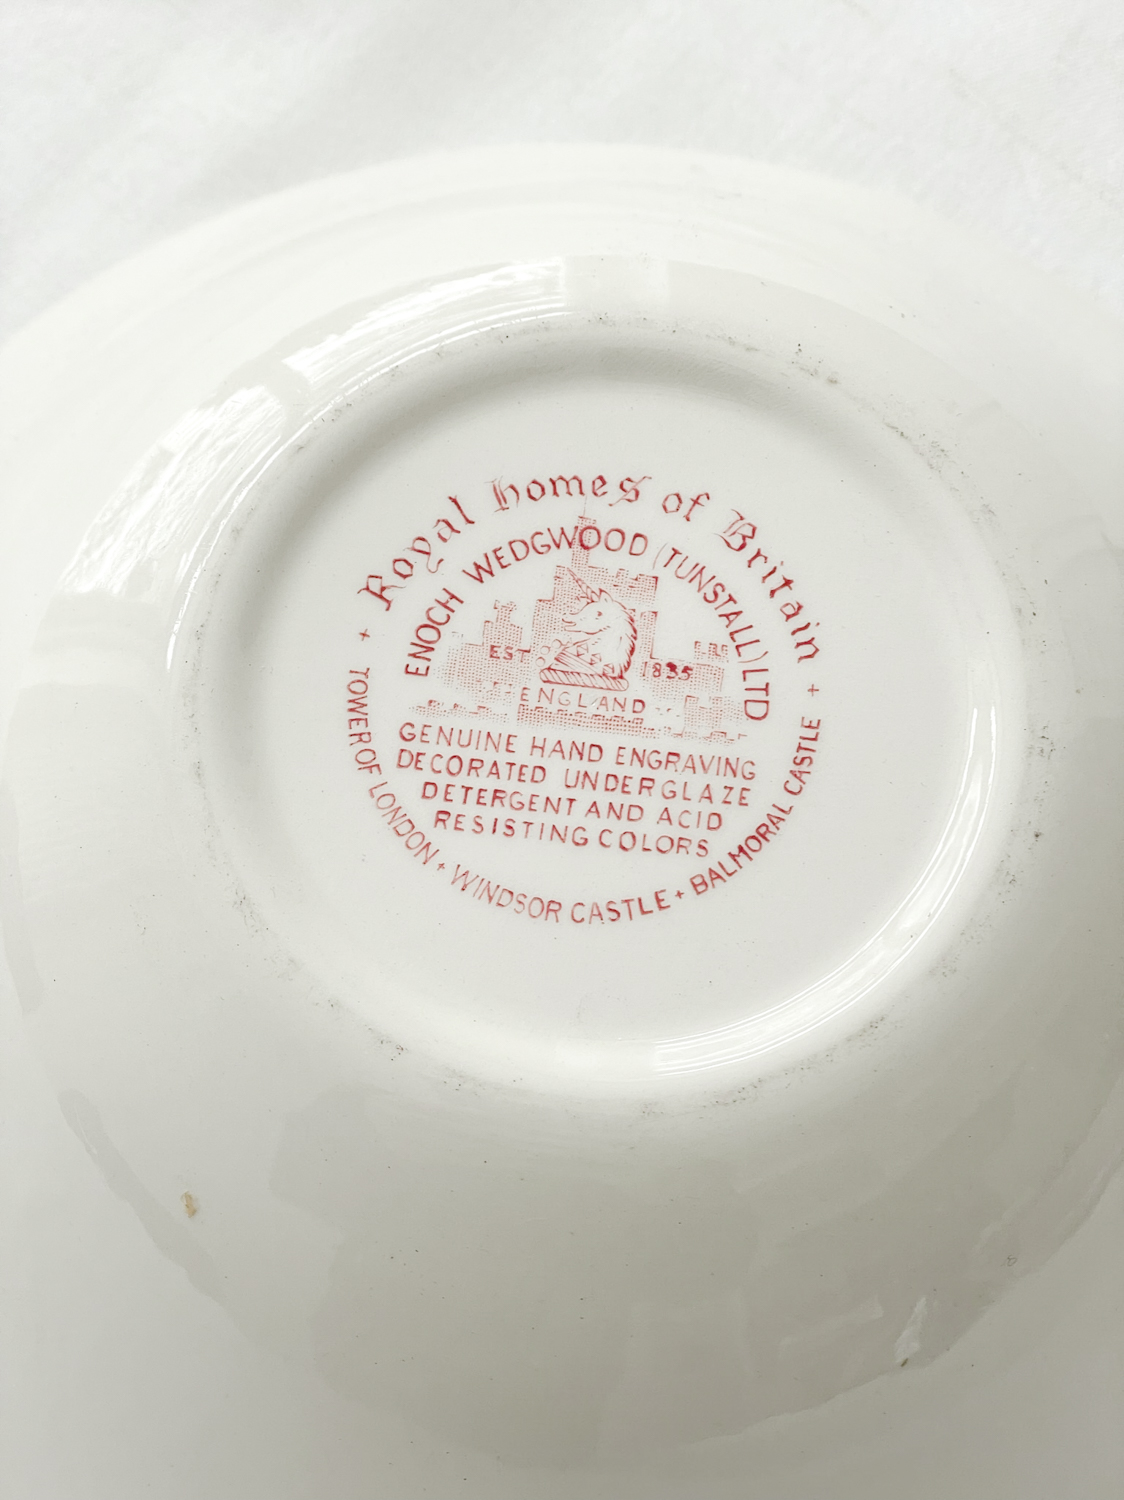 Royal Homes of Britain
ENOCH WEDGWOOD (TUNSTALL) LTD
EST 1835
ENGLAND
GENUINE HAND ENGRAVING
DECORATED UNDERGLAZE
DETERGENT AND ACID
RESISTING COLORS
+ TOWER OF LONDON + WINDSOR CASTLE + BALMORAL CASTLE +